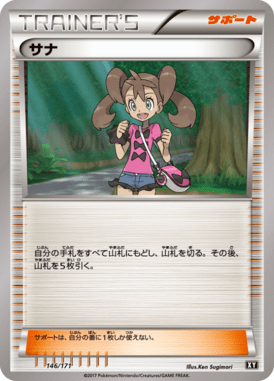 TRAINER'S
サポート
サナ
自分の手札をすべて山札にもどし、山札を切る。その後、
山札を5枚引く。
サポートは、自分の番に1枚しか使えない。
146/171
Illus.Ken Sugimori
XY
©2017 Pokémon/Nintendo/Creatures/GAME FREAK.